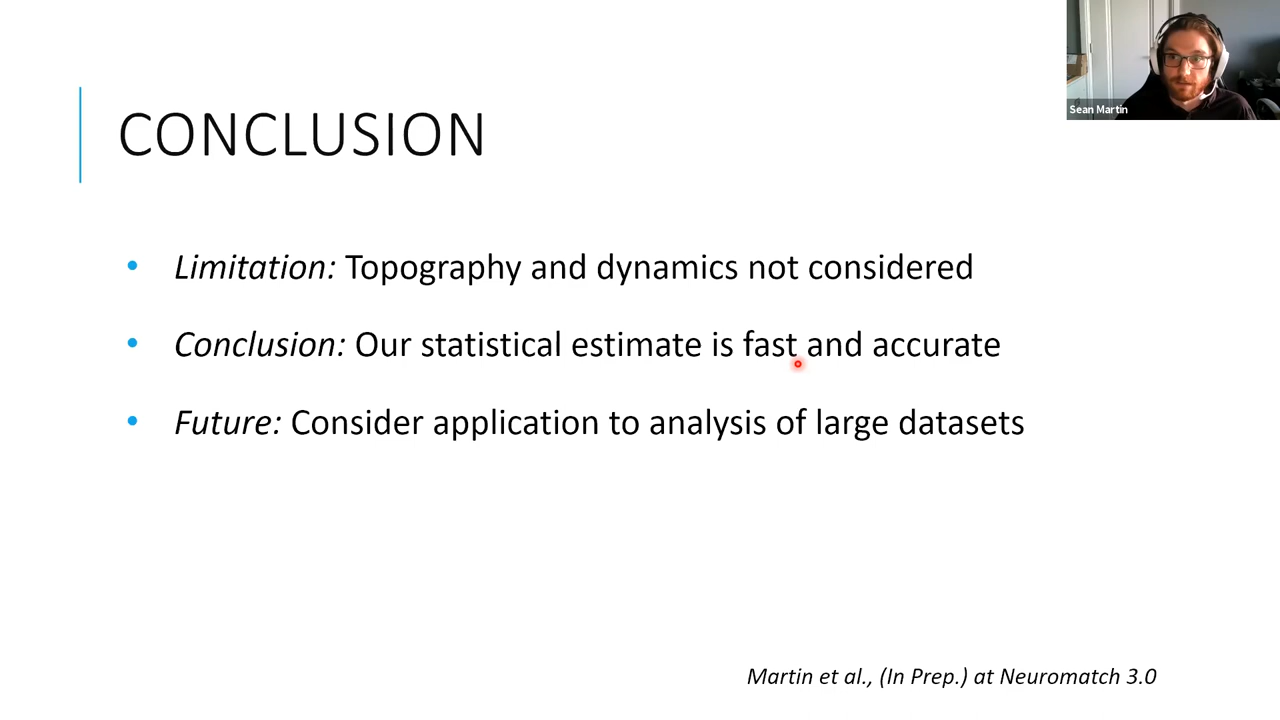 Sean Martin
CONCLUSION
• Limitation: Topography and dynamics not considered
• Conclusion: Our statistical estimate is fast and accurate
• Future: Consider application to analysis of large datasets
Martin et al., (In Prep.) at Neuromatch 3.0